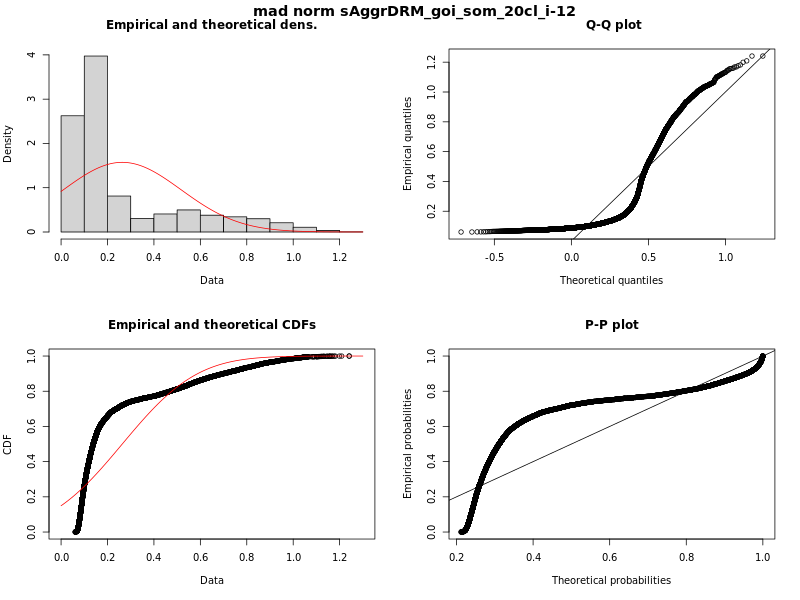 mad norm sAggrDRM_goi_som_20cl_i-12
Empirical and theoretical dens.
Density
0 1 2 3 4
0.0 0.2 0.4 0.6 0.8 1.0 1.2
Data
Q-Q plot
Empirical quantiles
0.2 0.4 0.6 0.8 1.0 1.2
-0.5 0.0 0.5 1.0
Theoretical quantiles
Empirical and theoretical CDFs
CDF
0.0 0.2 0.4 0.6 0.8 1.0
0.0 0.2 0.4 0.6 0.8 1.0 1.2
Data
P-P plot
Empirical probabilities
0.0 0.2 0.4 0.6 0.8 1.0
0.2 0.4 0.6 0.8 1.0
Theoretical probabilities